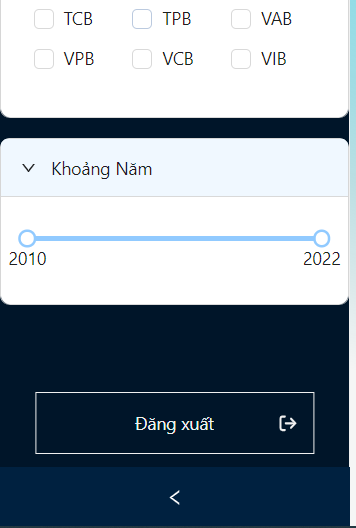 TCB TPB VAB
VPB VCB VIB
Khoảng Năm
2010 2022
Đăng xuất